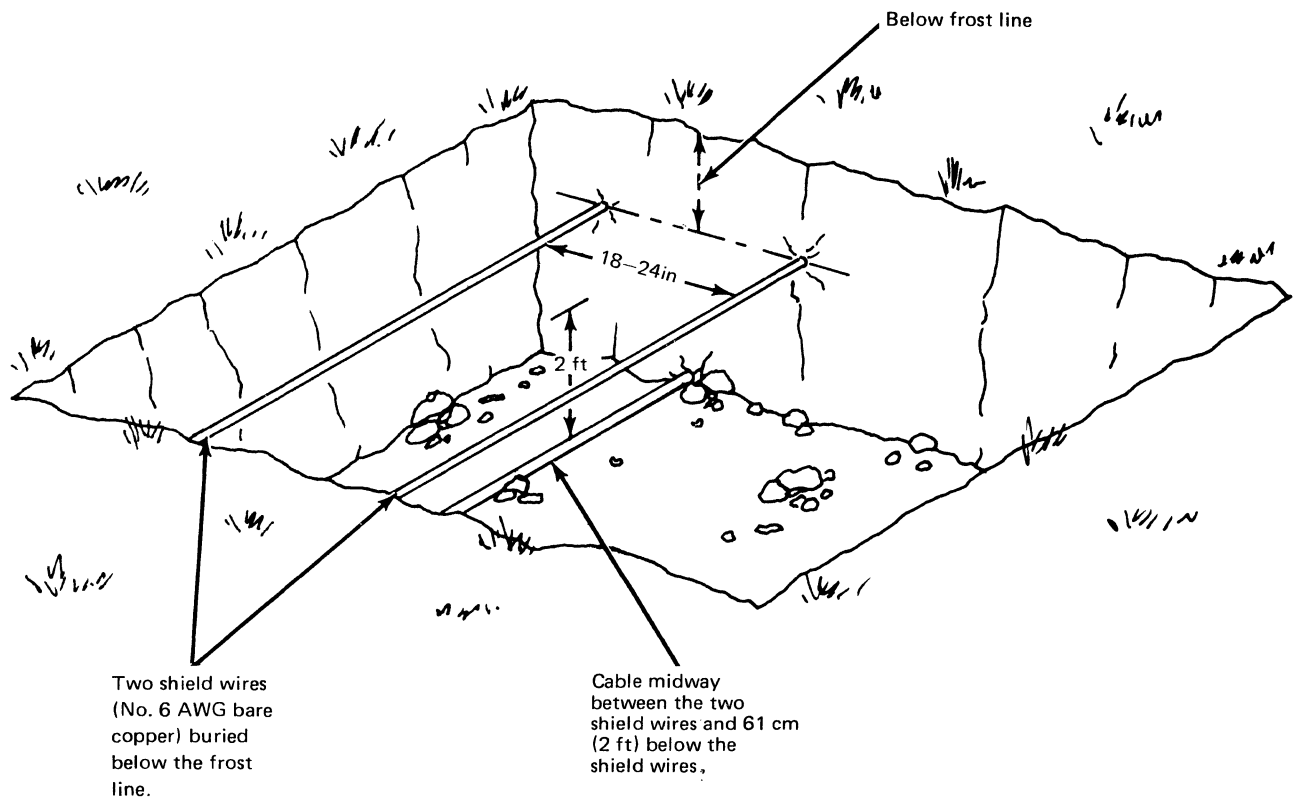 Below frost line
18–24in
2 ft
Two shield wires
(No. 6 AWG bare
copper) buried
below the frost
line.
Cable midway
between the two
shield wires and 61 cm
(2 ft) below the
shield wires.